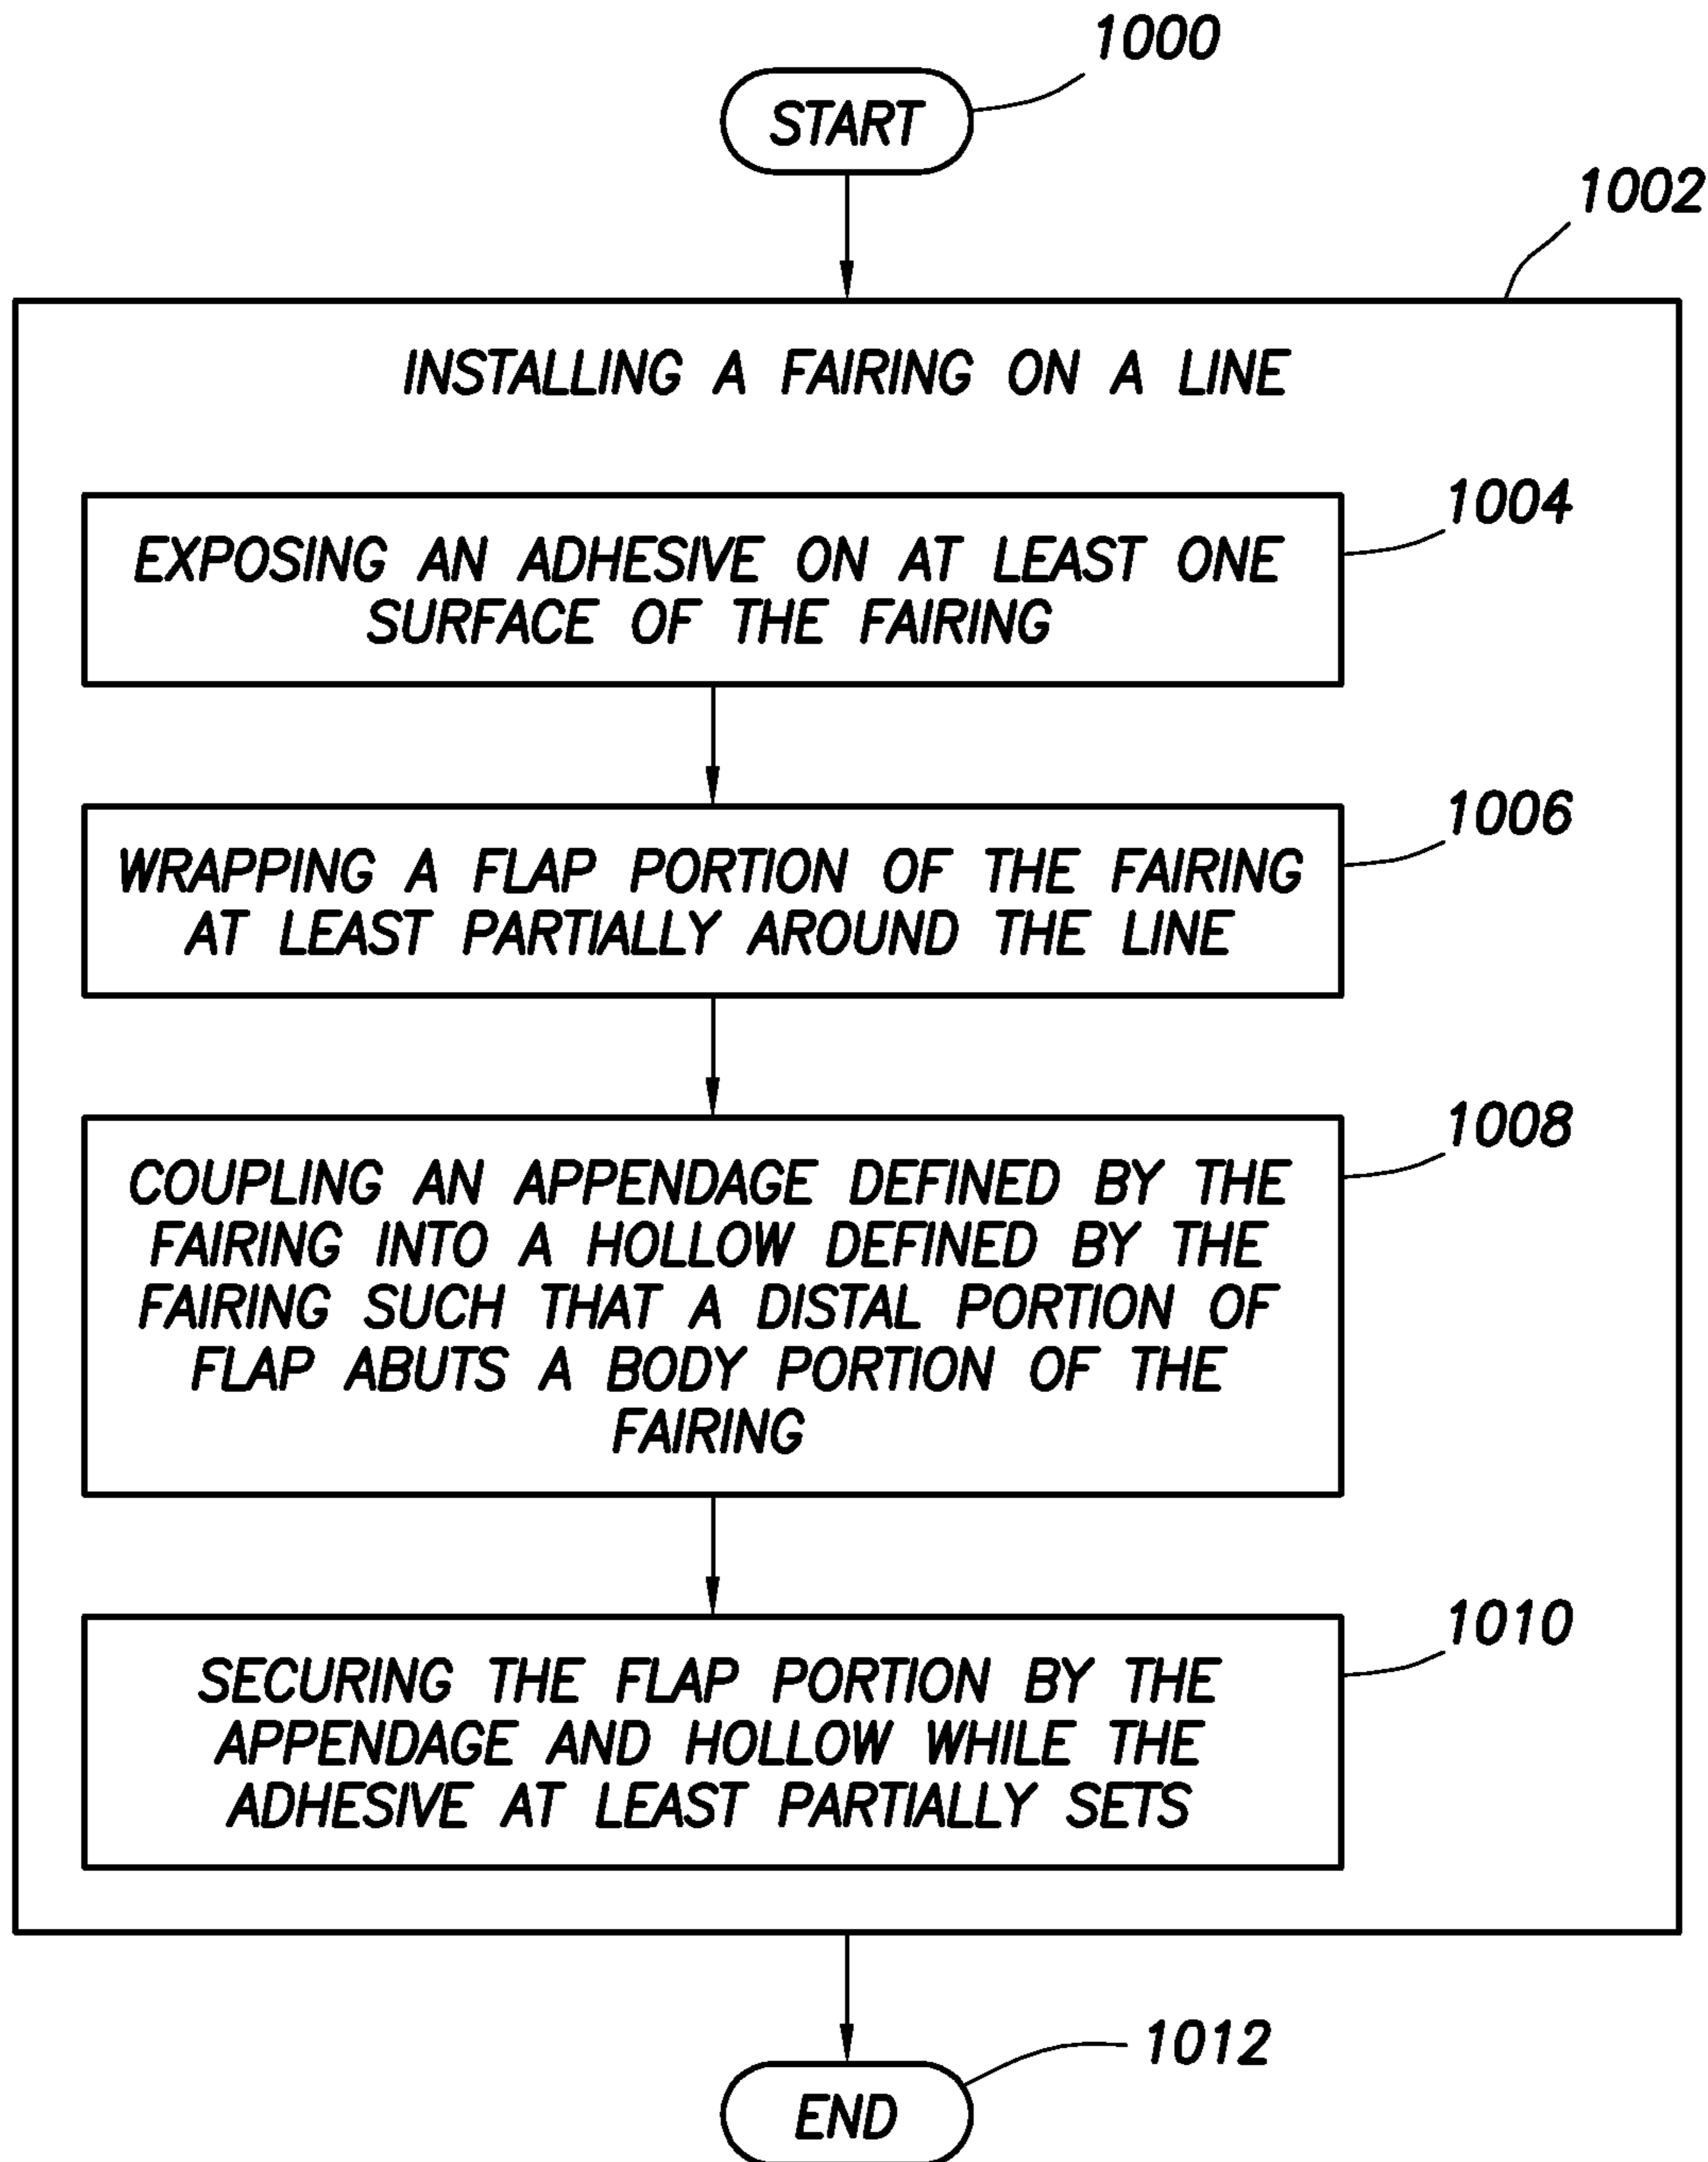 1000
START
1002
INSTALLING A FAIRING ON A LINE
1004
EXPOSING AN ADHESIVE ON AT LEAST ONE
SURFACE OF THE FAIRING
1006
WRAPPING A FLAP PORTION OF THE FAIRING
AT LEAST PARTIALLY AROUND THE LINE
1008
COUPLING AN APPENDAGE DEFINED BY THE
FAIRING INTO A HOLLOW DEFINED BY THE
FAIRING SUCH THAT A DISTAL PORTION OF
FLAP ABUTS A BODY PORTION OF THE
FAIRING
1010
SECURING THE FLAP PORTION BY THE
APPENDAGE AND HOLLOW WHILE THE
ADHESIVE AT LEAST PARTIALLY SETS
1012
END